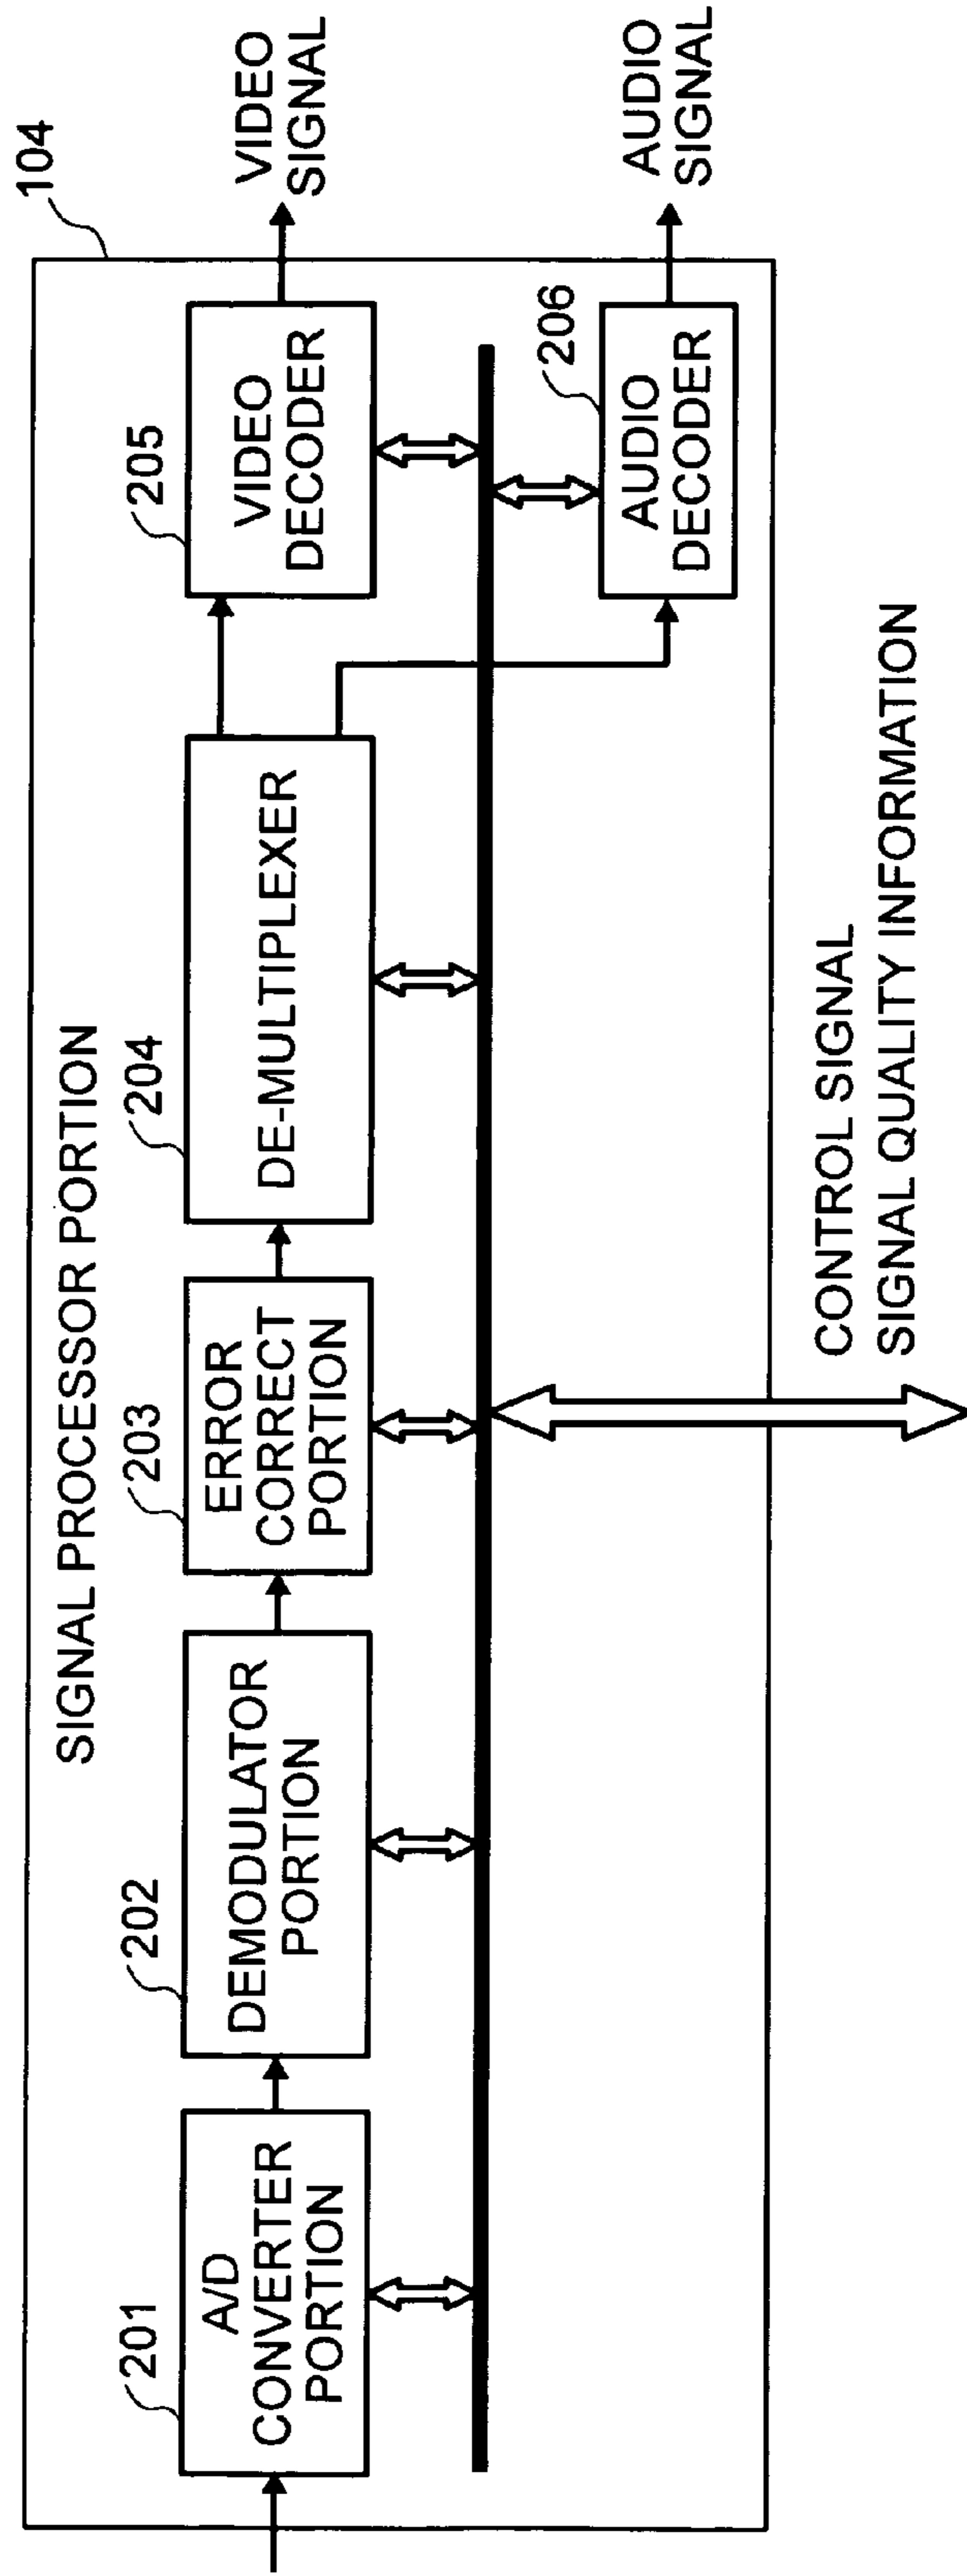 SIGNAL PROCESSOR PORTION
104
201
A/D
CONVERTER
PORTION
202
DEMODULATOR
PORTION
203
ERROR
CORRECT
PORTION
204
DE-MULTIPLEXER
205
VIDEO
DECODER
VIDEO
SIGNAL
206
AUDIO
DECODER
AUDIO
SIGNAL
CONTROL SIGNAL
SIGNAL QUALITY INFORMATION